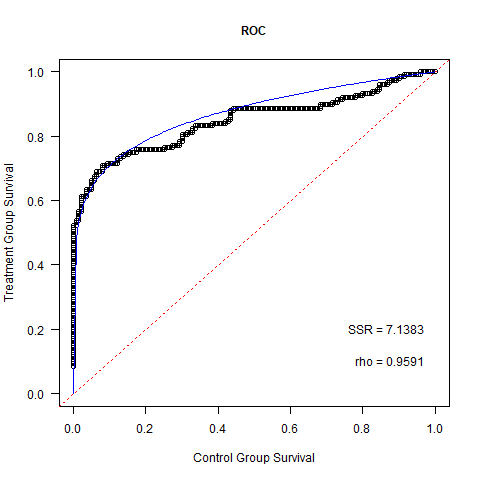 ROC
Treatment Group Survival
1.0
0.8
0.6
0.4
0.2
0.0
SSR = 7.1383
rho = 0.9591
0.0 0.2 0.4 0.6 0.8 1.0
Control Group Survival